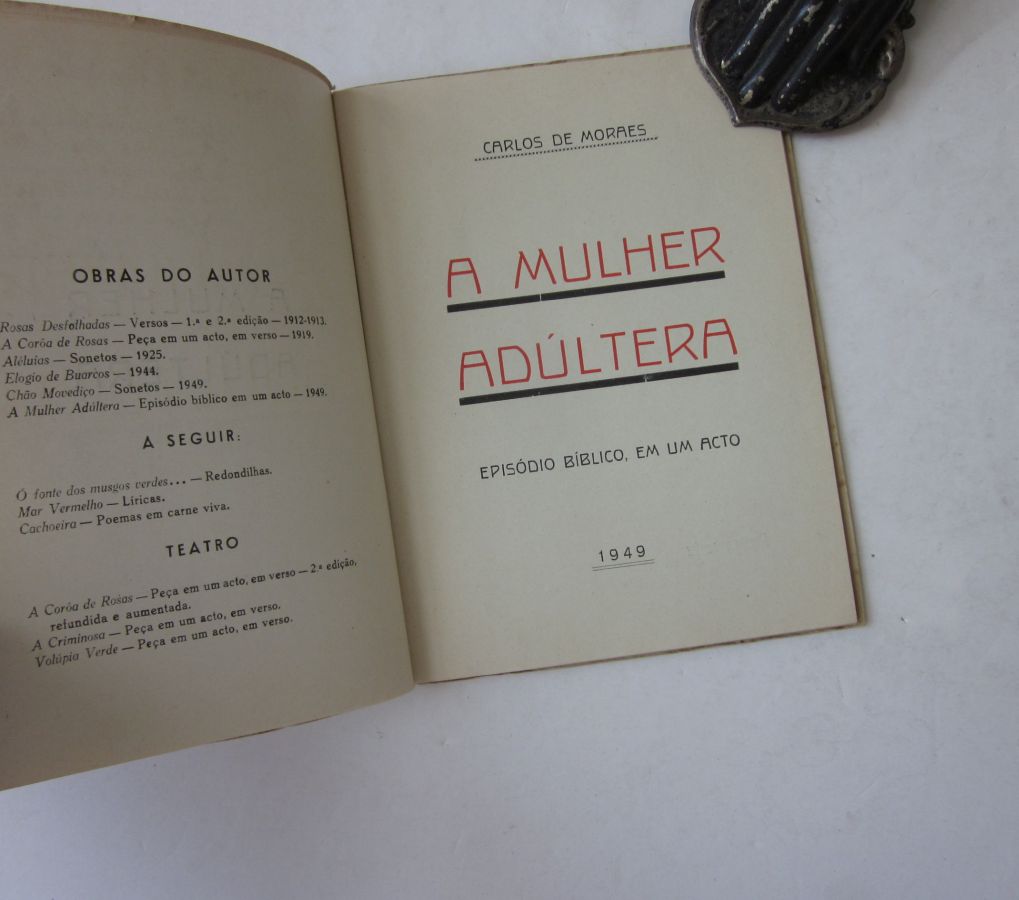 OBRAS DO AUTOR
Rosas Desfolhadas — Versos — 1.ª e 2.ª edição — 1912-1913.
A Corôa de Rosas — Peça em um acto, em verso — 1919.
Aléluias — Sonetos — 1925.
Elogio de Buarcos — 1944.
Chão Movediço — Sonetos — 1949.
A Mulher Adúltera — Episódio bíblico em um acto — 1949.
A SEGUIR:
Ó fonte dos musgos verdes... — Redondilhas.
Mar Vermelho — Líricas.
Cachoeira — Poemas em carne viva.
TEATRO
A Corôa de Rosas — Peça em um acto, em verso — 2.ª edição,
refundida e aumentada.
A Criminosa — Peça em um acto, em verso.
Volúpia Verde — Peça em um acto, em verso.
CARLOS DE MORAES
A MULHER
ADÚLTERA
EPISÓDIO BÍBLICO, EM UM ACTO
1949